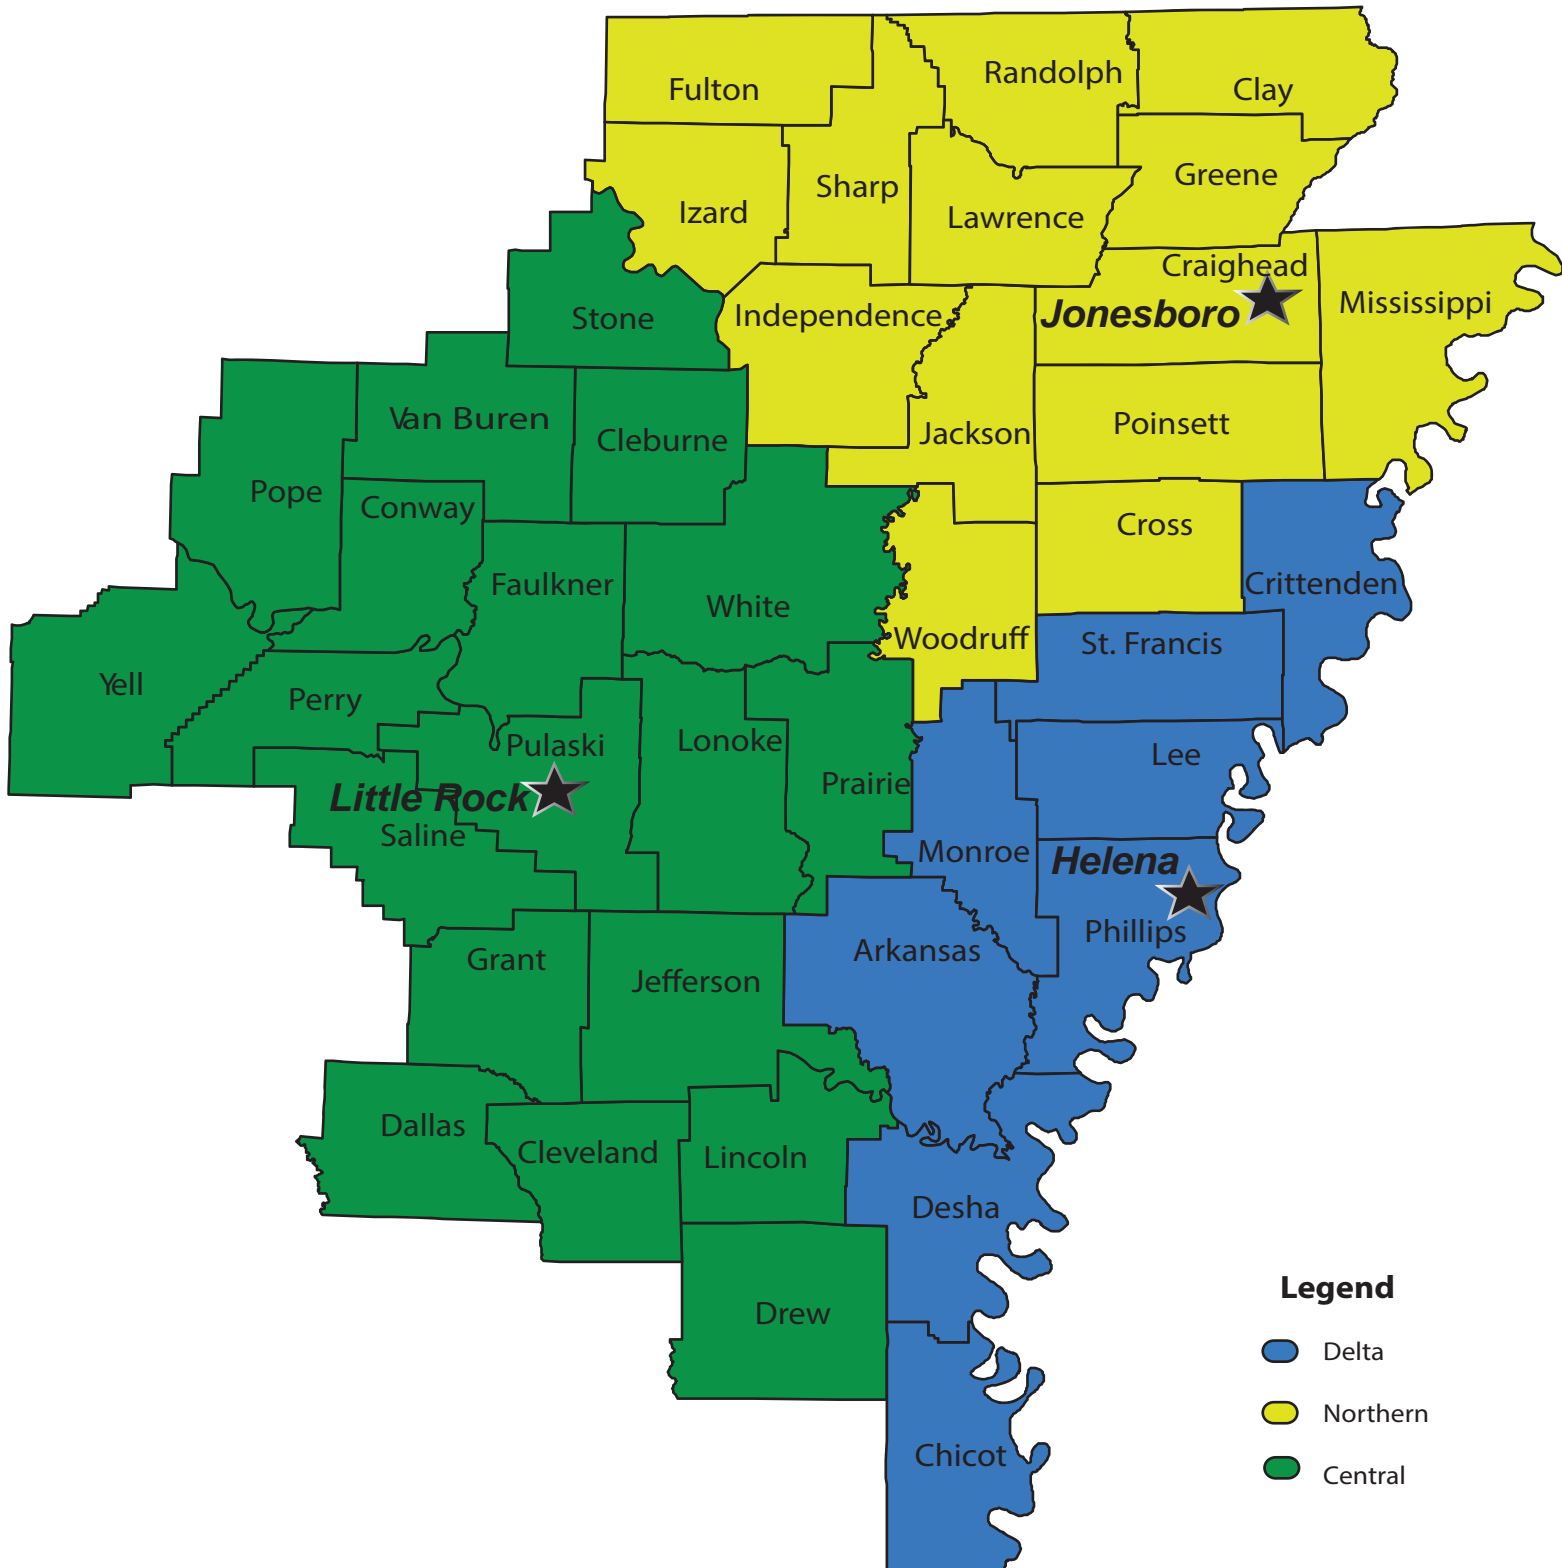 Fulton
Randolph
Clay
Sharp
Greene
Izard
Lawrence
Craighead
Stone
Independence
Jonesboro
Mississippi
Van Buren
Cleburne
Jackson
Poinsett
Pope
Conway
Cross
Faulkner
White
Crittenden
Woodruff
St. Francis
Yell
Perry
Pulaski
Lonoke
Lee
Prairie
Little Rock
Saline
Monroe
Helena
Phillips
Grant
Arkansas
Jefferson
Dallas
Cleveland
Lincoln
Desha
Drew
Chicot
Legend
Delta
Northern
Central